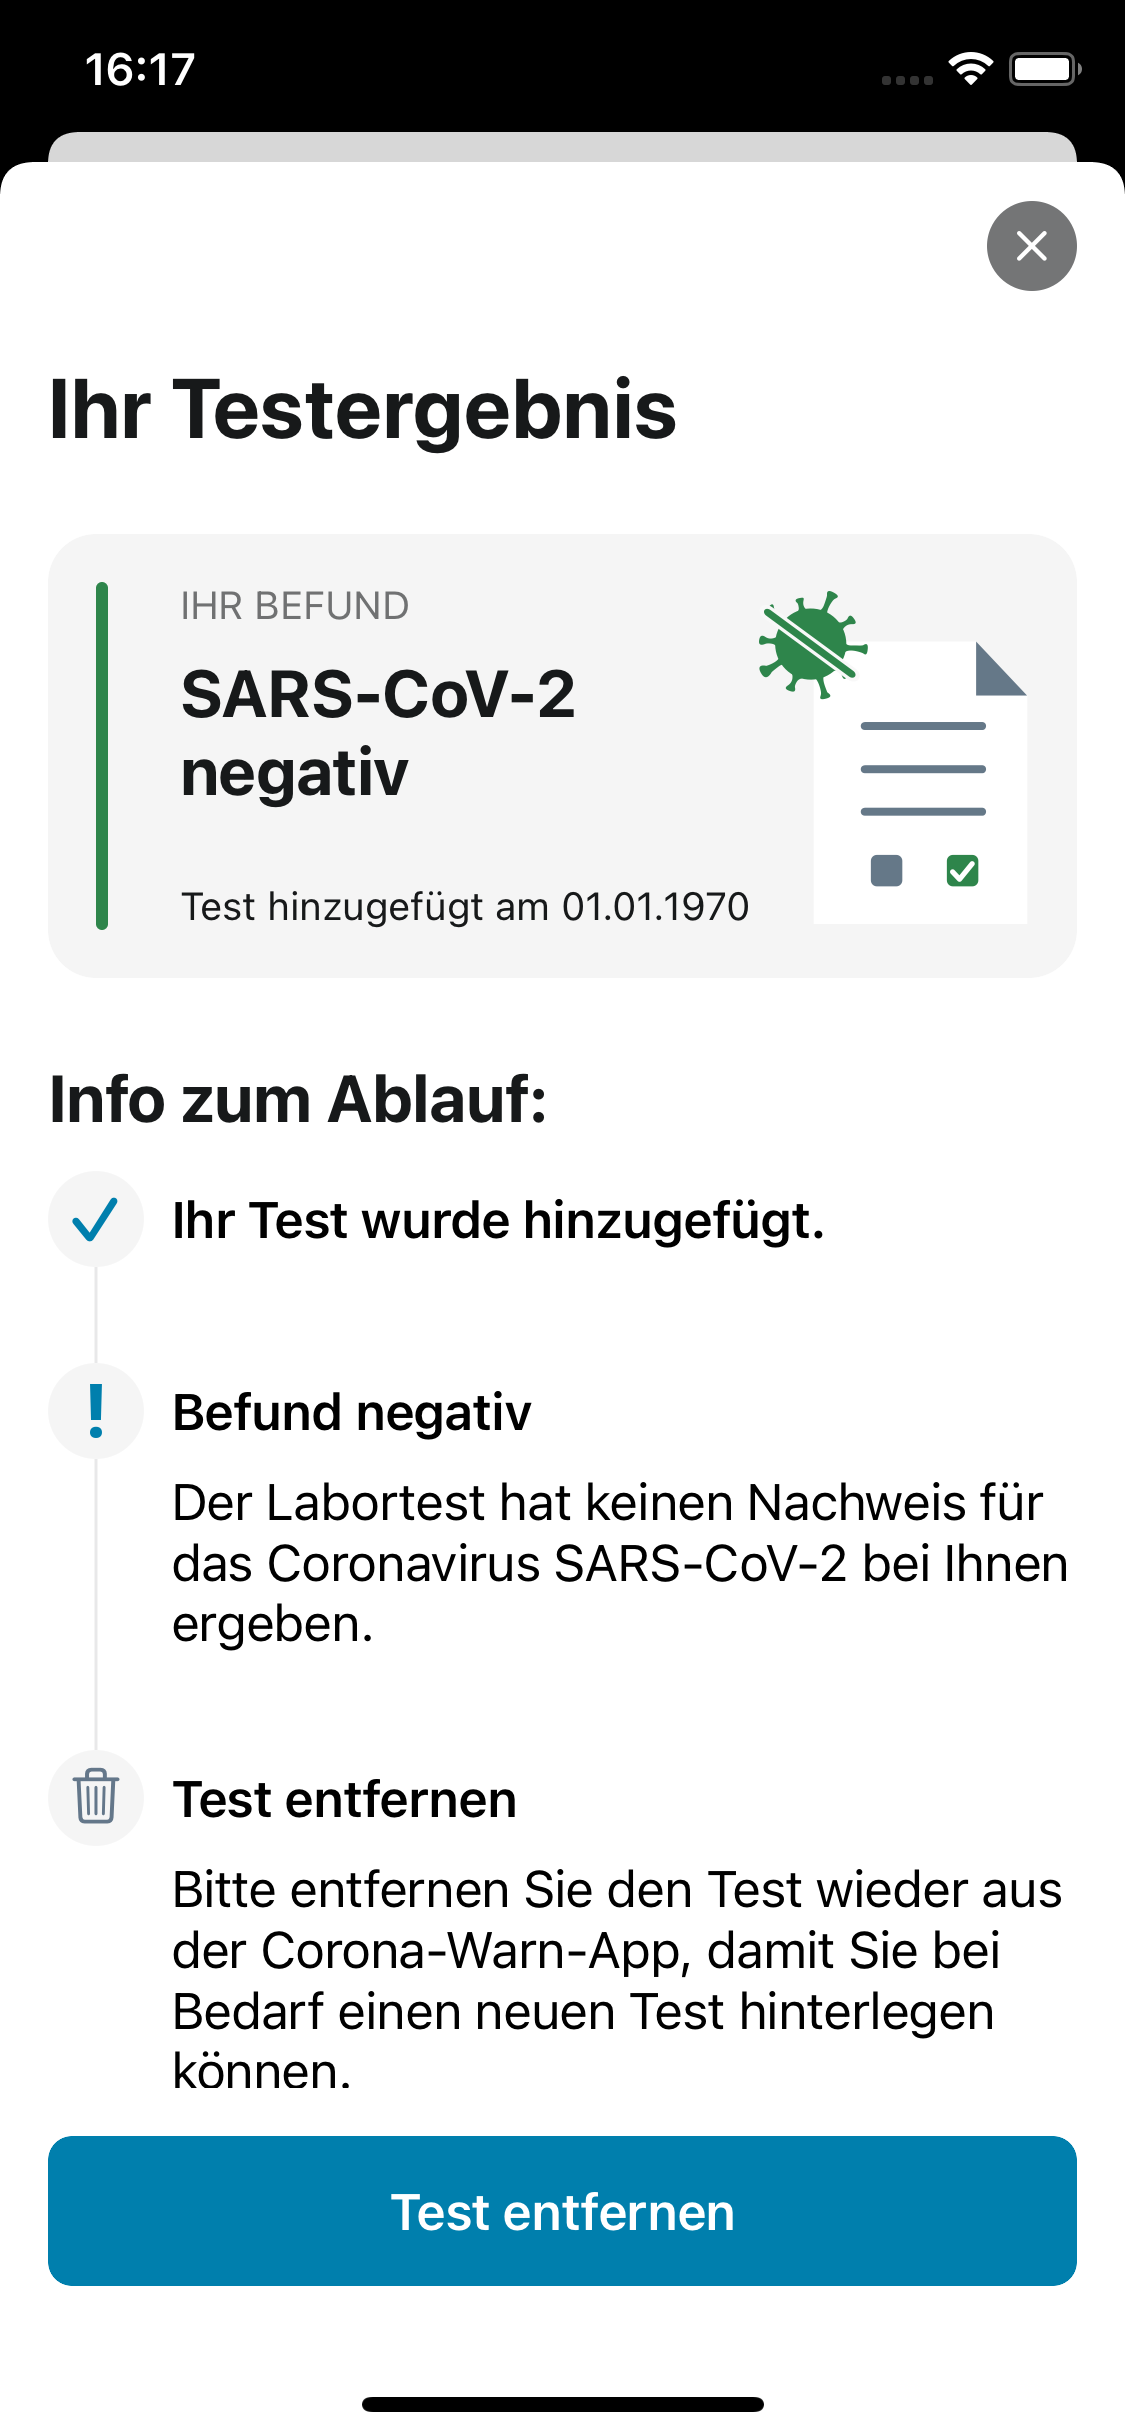 16:17
Ihr Testergebnis
IHR BEFUND
SARS-CoV-2
negativ
Test hinzugefügt am 01.01.1970
Info zum Ablauf:
Ihr Test wurde hinzugefügt.
Befund negativ
Der Labortest hat keinen Nachweis für
das Coronavirus SARS-CoV-2 bei Ihnen
ergeben.
Test entfernen
Bitte entfernen Sie den Test wieder aus
der Corona-Warn-App, damit Sie bei
Bedarf einen neuen Test hinterlegen
können.
Test entfernen